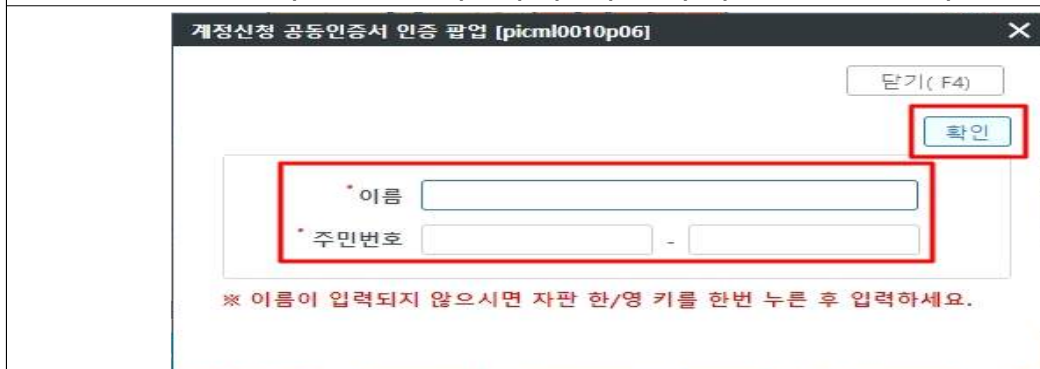 계정신청 공동인증서 인증 팝업 [picml0010p06]
닫기( F4)
확인
*이름
*주민번호 -
※ 이름이 입력되지 않으시면 자판 한/영 키를 한번 누른 후 입력하세요.